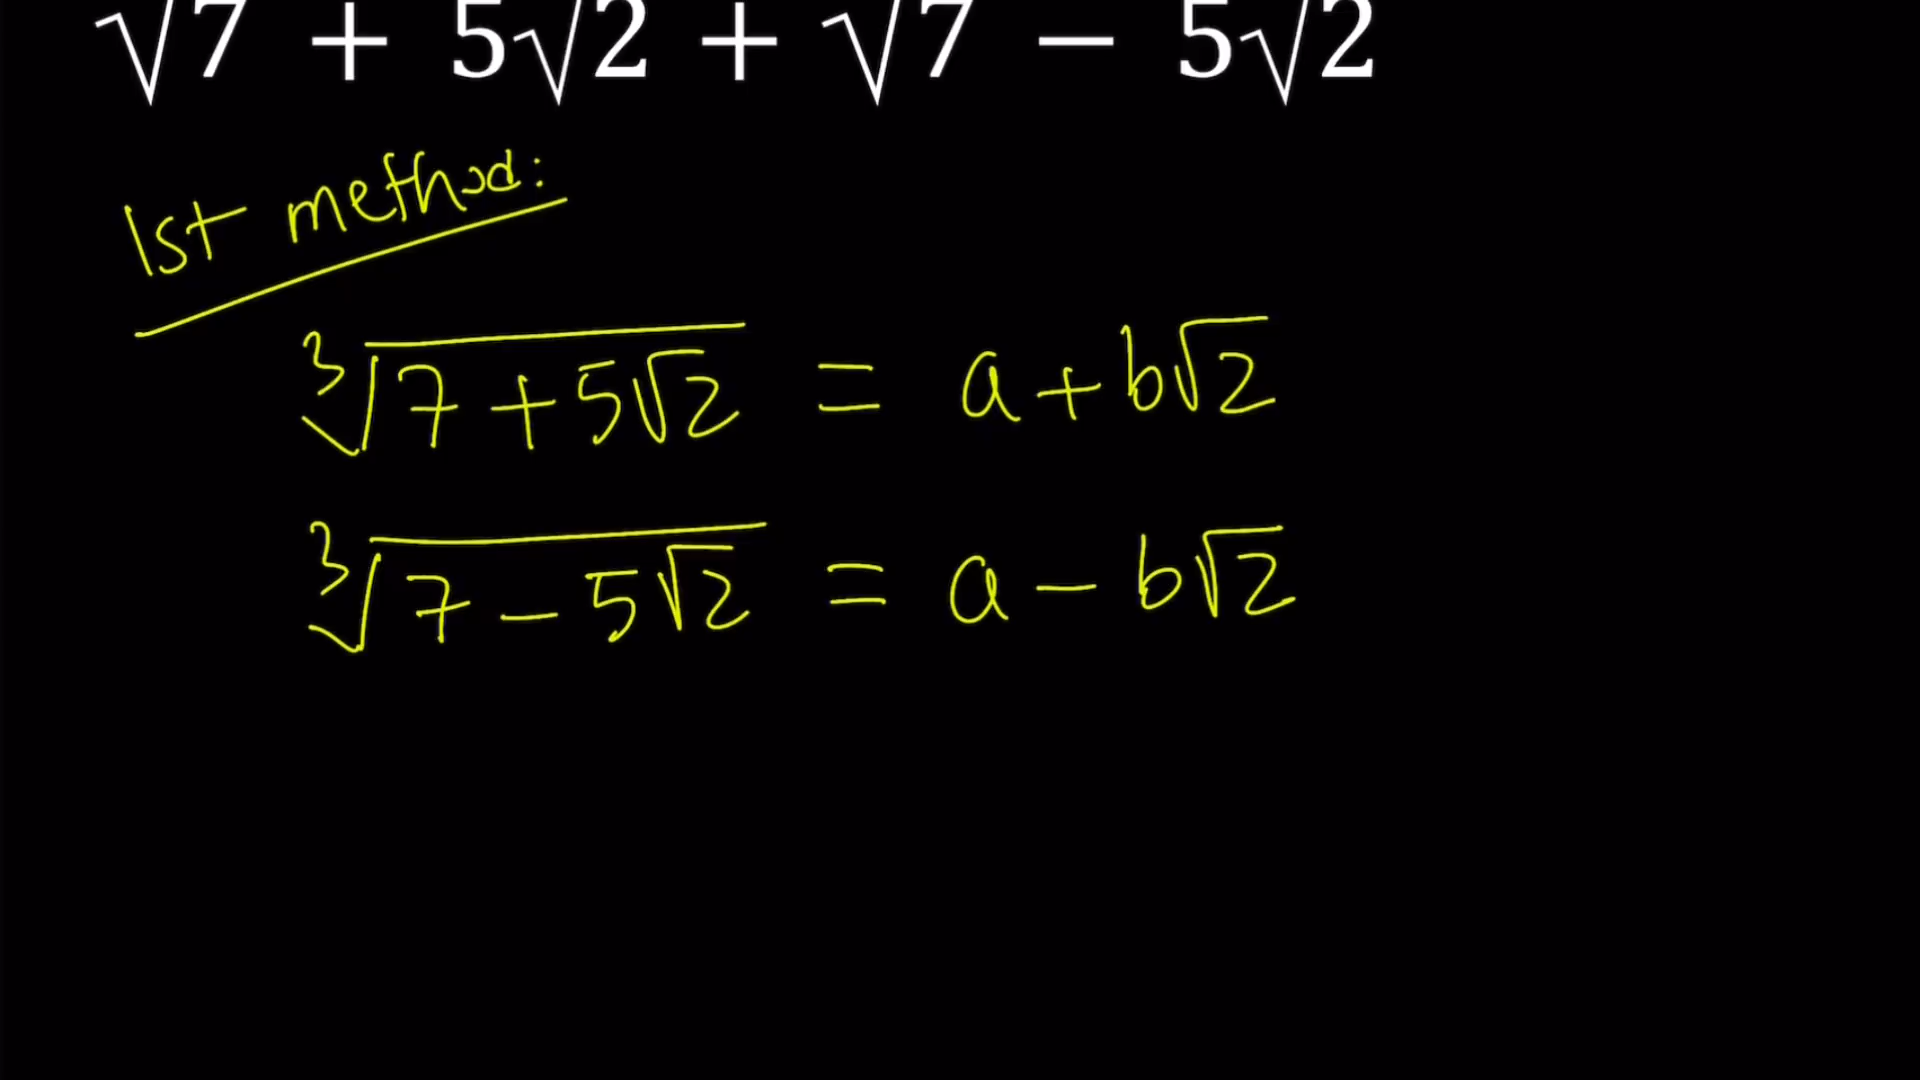 √7 + 5√2 + √7 − 5√2
1st method:
∛7 + 5√2 = a + b√2
∛7 − 5√2 = a − b√2